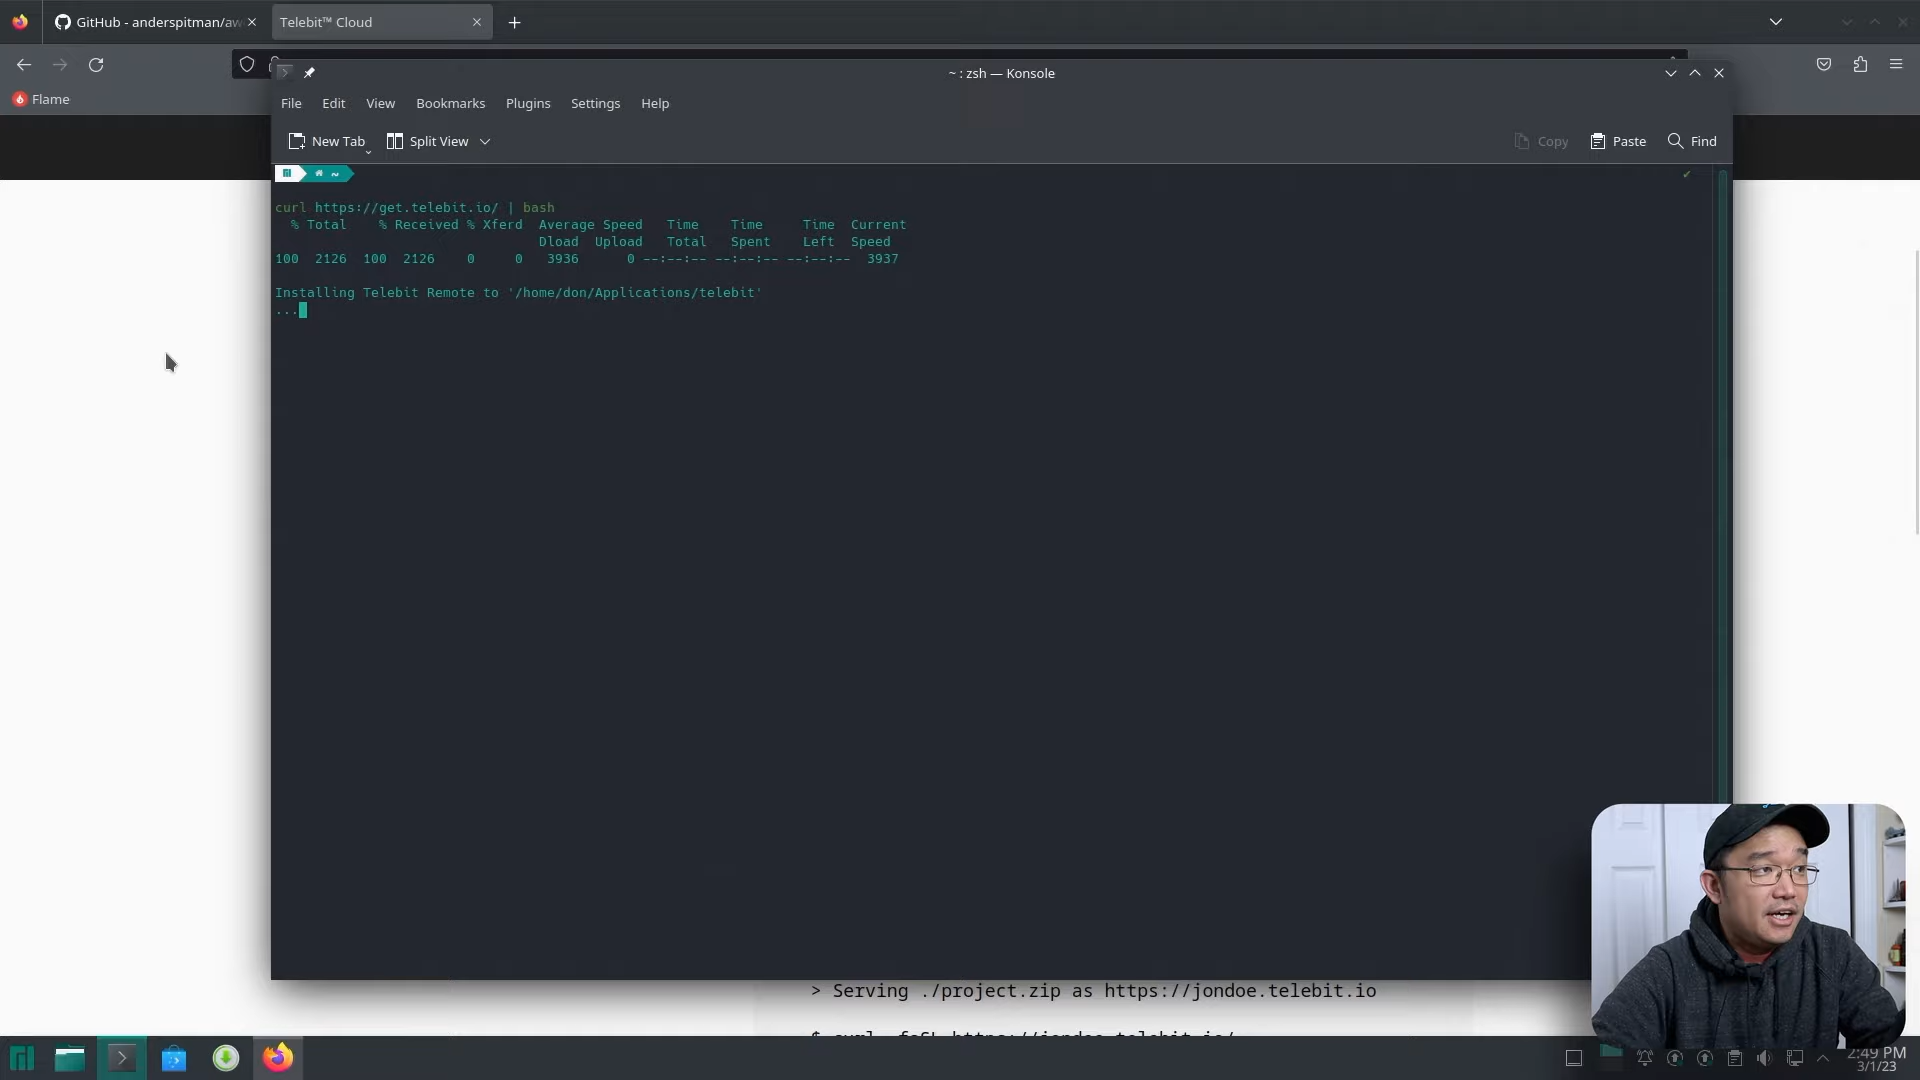 GitHub - anderspitman/aw
Telebit™ Cloud
Flame
~ : zsh — Konsole
File Edit View Bookmarks Plugins Settings Help
New Tab Split View Copy Paste Find
~
curl https://get.telebit.io/ | bash
% Total % Received % Xferd Average Speed Time Time Time Current
Dload Upload Total Spent Left Speed
100 2126 100 2126 0 0 3936 0 --:--:-- --:--:-- --:--:-- 3937
Installing Telebit Remote to '/home/don/Applications/telebit'
...
> Serving ./project.zip as https://jondoe.telebit.io
2:49 PM
3/1/23